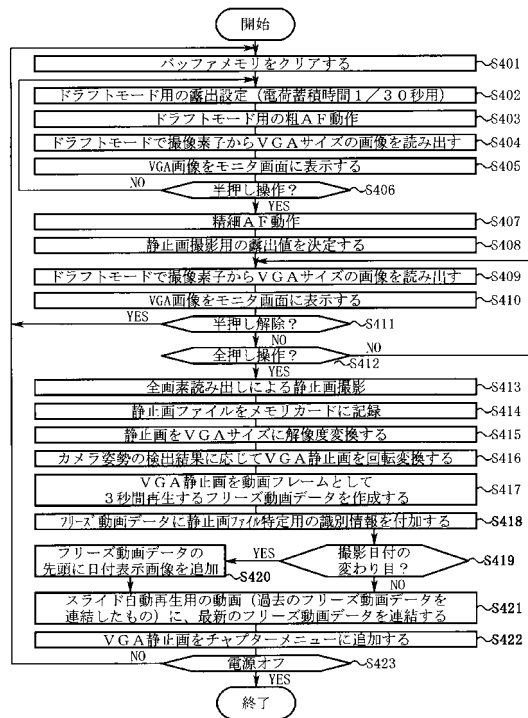 開始
バッファメモリをクリアする
S401
ドラフトモード用の露出設定（電荷蓄積時間１／３０秒用）
S402
ドラフトモード用の粗ＡＦ動作
S403
ドラフトモードで撮像素子からＶＧＡサイズの画像を読み出す
S404
VGA画像をモニタ画面に表示する
S405
NO
半押し操作？
S406
YES
精細ＡＦ動作
S407
静止画撮影用の露出値を決定する
S408
ドラフトモードで撮像素子からＶＧＡサイズの画像を読み出す
S409
VGA画像をモニタ画面に表示する
S410
YES
半押し解除？
S411
NO
全押し操作？
NO
S412
YES
全画素読み出しによる静止画撮影
S413
静止画ファイルをメモリカードに記録
S414
静止画をＶＧＡサイズに解像度変換する
S415
カメラ姿勢の検出結果に応じてVGA静止画を回転変換する
S416
ＶＧＡ静止画を動画フレームとして
３秒間再生するフリーズ動画データを作成する
S417
フリーズ動画データに静止画ファイル特定用の識別情報を付加する
S418
フリーズ動画データの
先頭に日付表示画像を追加
S420
YES
撮影日付の
変わり目？
S419
NO
スライド自動再生用の動画（過去のフリーズ動画データを
連結したもの）に、最新のフリーズ動画データを連結する
S421
ＶＧＡ静止画をチャプターメニューに追加する
S422
NO
電源オフ
S423
YES
終了